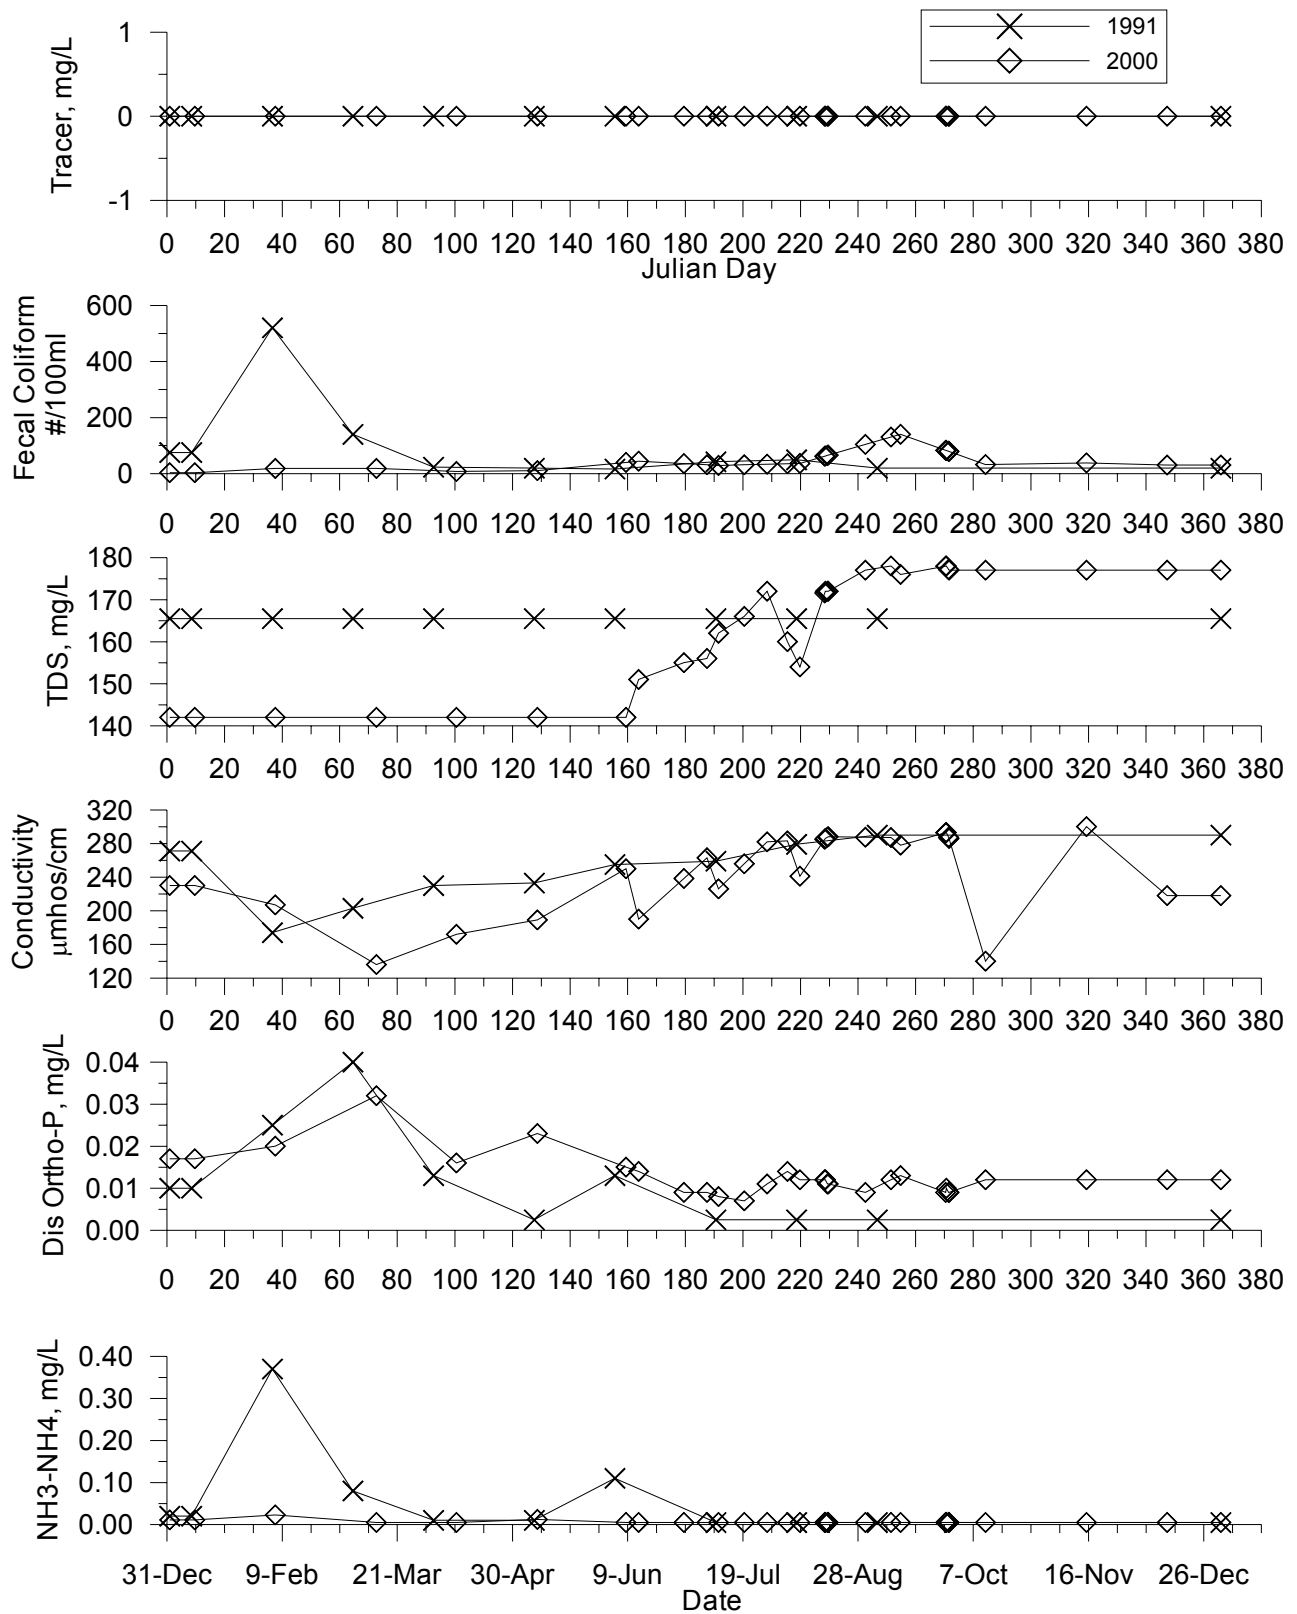 1991
2000
Tracer, mg/L
1
0
-1
0 20 40 60 80 100 120 140 160 180 200 220 240 260 280 300 320 340 360 380
Julian Day
Fecal Coliform
#/100ml
600
400
200
0
0 20 40 60 80 100 120 140 160 180 200 220 240 260 280 300 320 340 360 380
TDS, mg/L
180
170
160
150
140
0 20 40 60 80 100 120 140 160 180 200 220 240 260 280 300 320 340 360 380
Conductivity
µmhos/cm
320
280
240
200
160
120
0 20 40 60 80 100 120 140 160 180 200 220 240 260 280 300 320 340 360 380
Dis Ortho-P, mg/L
0.04
0.03
0.02
0.01
0.00
0 20 40 60 80 100 120 140 160 180 200 220 240 260 280 300 320 340 360 380
NH3-NH4, mg/L
0.40
0.30
0.20
0.10
0.00
31-Dec 9-Feb 21-Mar 30-Apr 9-Jun 19-Jul 28-Aug 7-Oct 16-Nov 26-Dec
Date